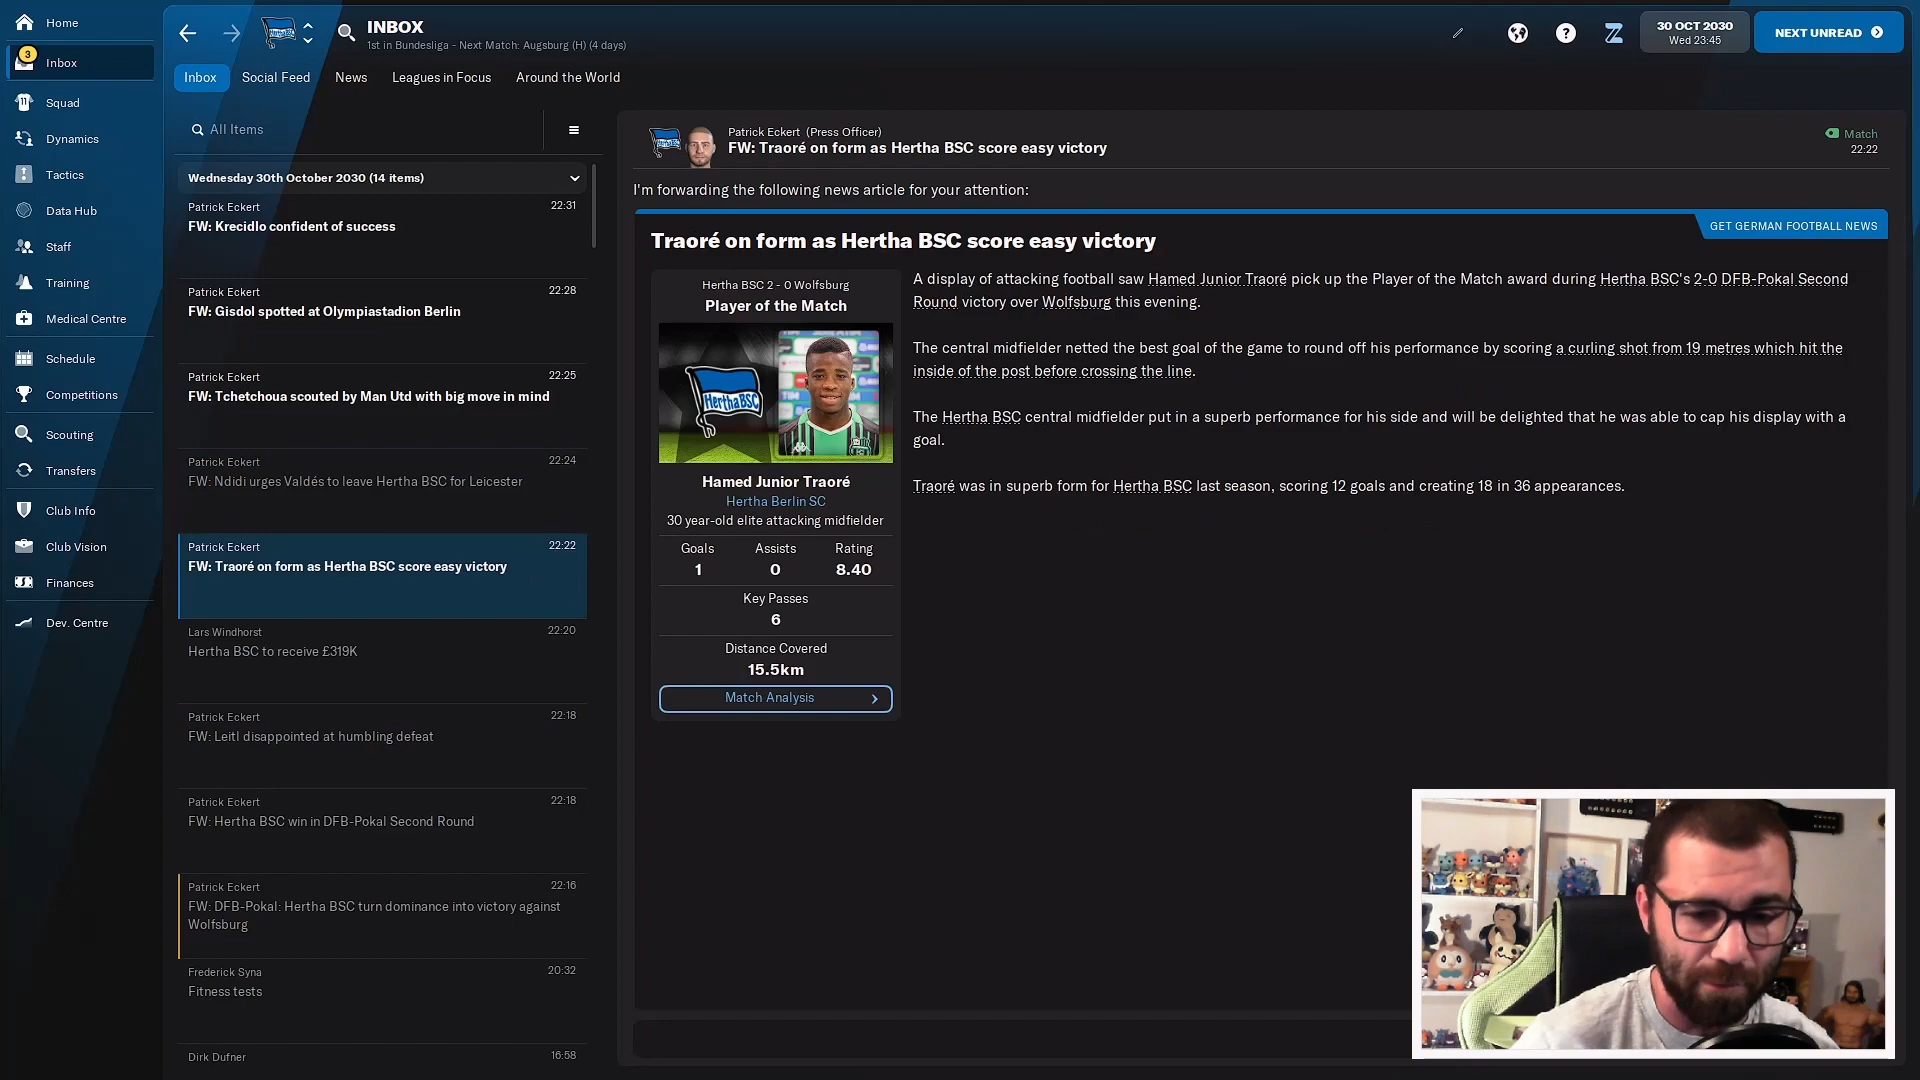 Home
3
Inbox
Squad
Dynamics
Tactics
Data Hub
Staff
Training
Medical Centre
Schedule
Competitions
Scouting
Transfers
Club Info
Club Vision
Finances
Dev. Centre
INBOX
1st in Bundesliga - Next Match: Augsburg (H) (4 days)
30 OCT 2030
Wed 23:45
NEXT UNREAD
Inbox
Social Feed
News
Leagues in Focus
Around the World
All Items
Wednesday 30th October 2030 (14 items)
Patrick Eckert 22:31
FW: Krecidlo confident of success
Patrick Eckert 22:28
FW: Gisdol spotted at Olympiastadion Berlin
Patrick Eckert 22:25
FW: Tchetchoua scouted by Man Utd with big move in mind
Patrick Eckert 22:24
FW: Ndidi urges Valdés to leave Hertha BSC for Leicester
Patrick Eckert 22:22
FW: Traoré on form as Hertha BSC score easy victory
Lars Windhorst 22:20
Hertha BSC to receive £319K
Patrick Eckert 22:18
FW: Leitl disappointed at humbling defeat
Patrick Eckert 22:18
FW: Hertha BSC win in DFB-Pokal Second Round
Patrick Eckert 22:16
FW: DFB-Pokal: Hertha BSC turn dominance into victory against
Wolfsburg
Frederick Syna 20:32
Fitness tests
Dirk Dufner 16:58
Patrick Eckert (Press Officer)
FW: Traoré on form as Hertha BSC score easy victory
Match
22:22
I'm forwarding the following news article for your attention:
GET GERMAN FOOTBALL NEWS
Traoré on form as Hertha BSC score easy victory
Hertha BSC 2 - 0 Wolfsburg
Player of the Match
HerthaBSC
Hamed Junior Traoré
Hertha Berlin SC
30 year-old elite attacking midfielder
Goals Assists Rating
1 0 8.40
Key Passes
6
Distance Covered
15.5km
Match Analysis
A display of attacking football saw Hamed Junior Traoré pick up the Player of the Match award during Hertha BSC's 2-0 DFB-Pokal Second
Round victory over Wolfsburg this evening.
The central midfielder netted the best goal of the game to round off his performance by scoring a curling shot from 19 metres which hit the
inside of the post before crossing the line.
The Hertha BSC central midfielder put in a superb performance for his side and will be delighted that he was able to cap his display with a
goal.
Traoré was in superb form for Hertha BSC last season, scoring 12 goals and creating 18 in 36 appearances.